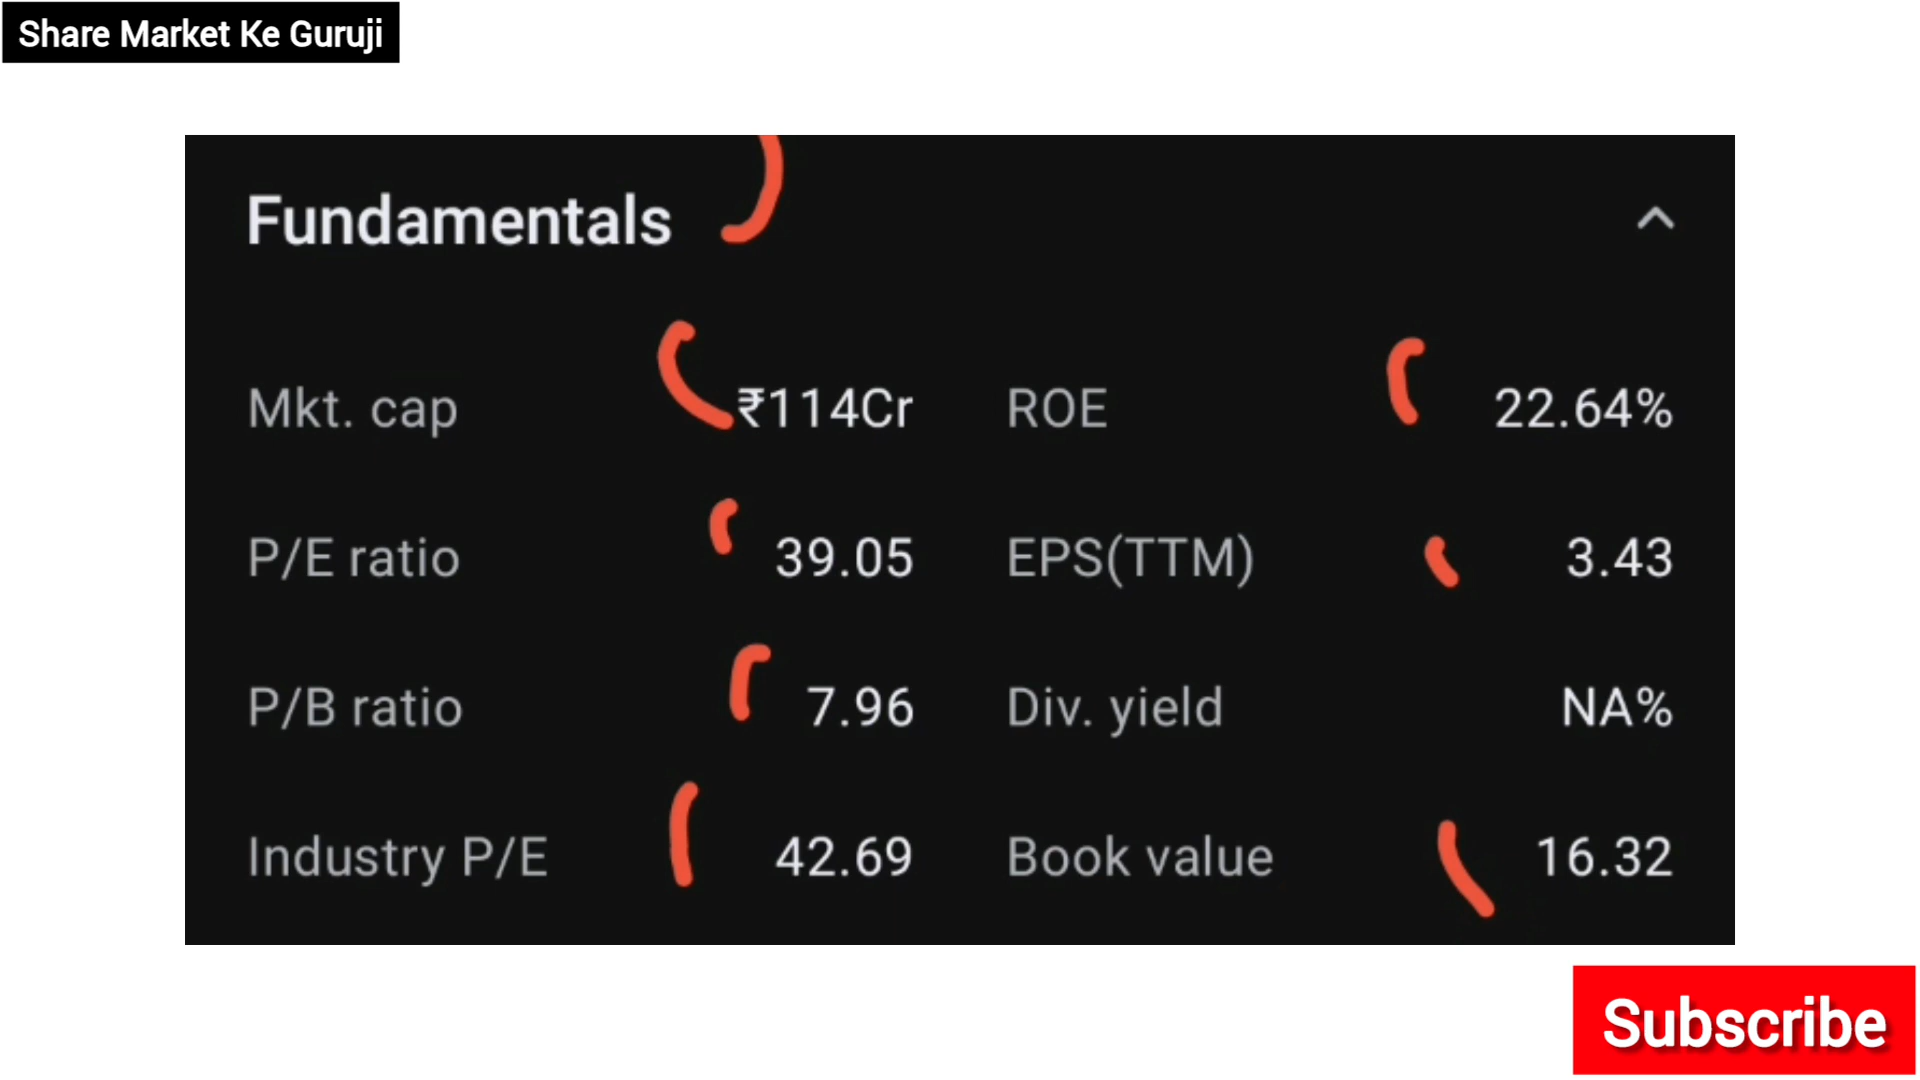 Share Market Ke Guruji
Fundamentals
Mkt. cap ₹114Cr ROE 22.64%
P/E ratio 39.05 EPS(TTM) 3.43
P/B ratio 7.96 Div. yield NA%
Industry P/E 42.69 Book value 16.32
Subscribe